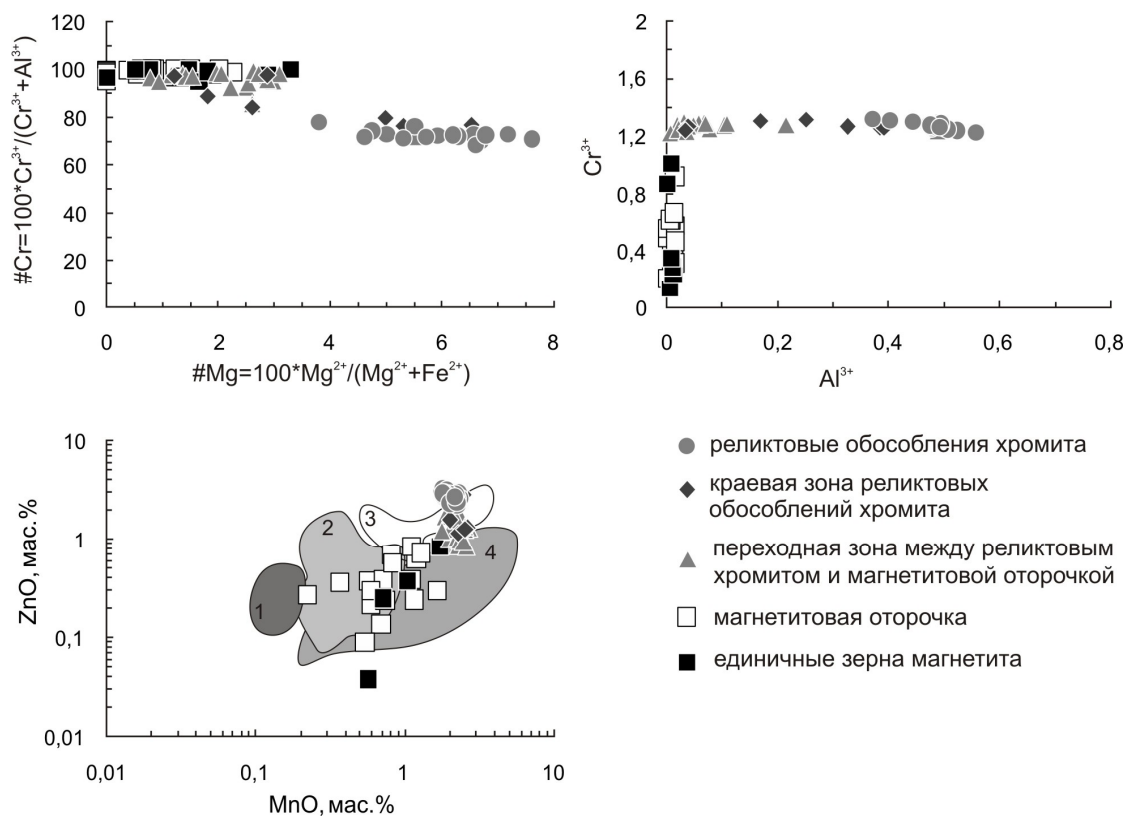 120
100
80
60
40
20
0
#Cr=100*Cr³⁺/(Cr³⁺+Al³⁺)
0
2
4
6
8
#Mg=100*Mg²⁺/(Mg²⁺+Fe²⁺)
2
1,6
1,2
0,8
0,4
0
Cr³⁺
0
0,2
0,4
0,6
0,8
Al³⁺
10
1
0,1
0,01
ZnO, мас.%
1
2
3
4
0,01
0,1
1
10
MnO, мас.%
реликтовые обособления хромита
краевая зона реликтовых
обособлений хромита
переходная зона между реликтовым
хромитом и магнетитовой оторочкой
магнетитовая оторочка
единичные зерна магнетита